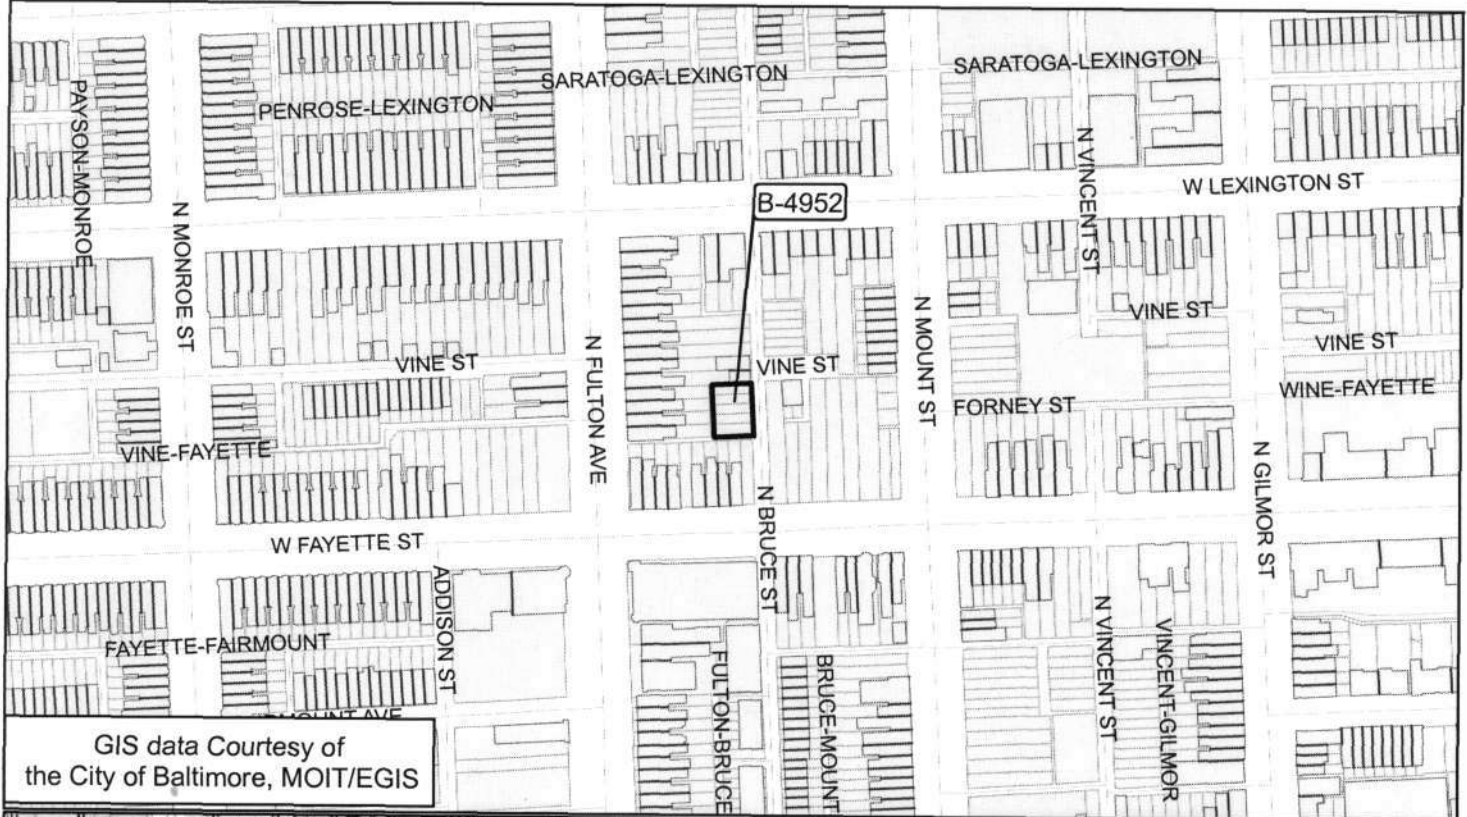 SARATOGA-LEXINGTON
SARATOGA-LEXINGTON
PENROSE-LEXINGTON
PAYSON-MONROE
N VINCENT ST
W LEXINGTON ST
B-4952
N MONROE ST
N FULTON AVE
N MOUNT ST
VINE ST
VINE ST
VINE ST
VINE ST
WINE-FAYETTE
FORNEY ST
VINE-FAYETTE
N GILMOR ST
N BRUCE ST
W FAYETTE ST
ADDISON ST
FAYETTE-FAIRMOUNT
N VINCENT ST
VINCENT-GILMOR
FULTON-BRUCE
BRUCE-MOUNT
GIS data Courtesy of
the City of Baltimore, MOIT/EGIS